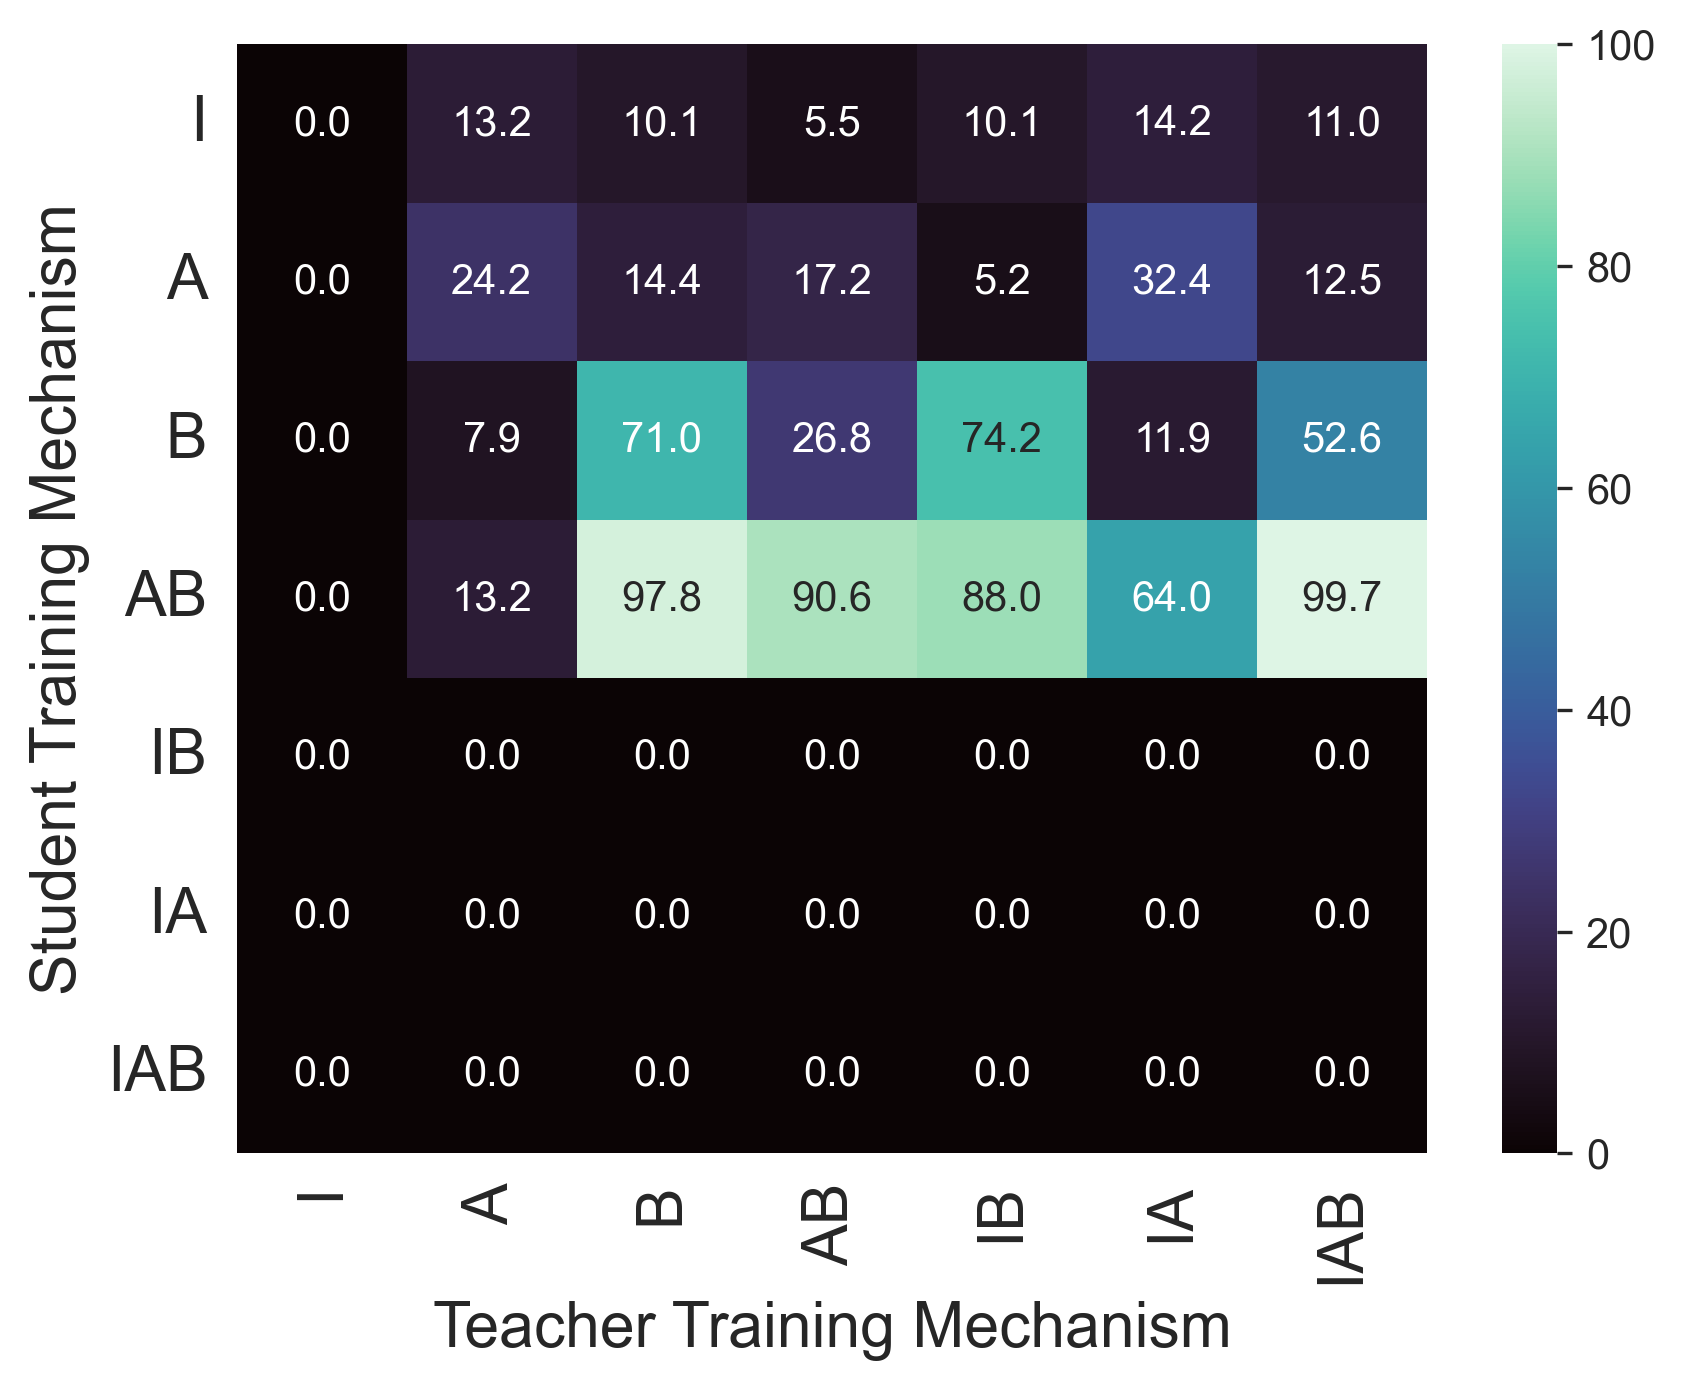 Student Training Mechanism
I 0.0 13.2 10.1 5.5 10.1 14.2 11.0
A 0.0 24.2 14.4 17.2 5.2 32.4 12.5
B 0.0 7.9 71.0 26.8 74.2 11.9 52.6
AB 0.0 13.2 97.8 90.6 88.0 64.0 99.7
IB 0.0 0.0 0.0 0.0 0.0 0.0 0.0
IA 0.0 0.0 0.0 0.0 0.0 0.0 0.0
IAB 0.0 0.0 0.0 0.0 0.0 0.0 0.0
I A B AB IB IA IAB
Teacher Training Mechanism
100
80
60
40
20
0